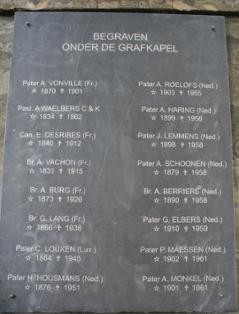 BEGRAVEN
ONDER DE GRAFKAPEL
Pater A. VONVILLE (Fr.)
☆ 1870 ✝ 1901
Past. A.WAELBERS C & K
☆ 1834 ✝ 1902
Can. E. DESRIBES (Fr.)
☆ 1840 ✝ 1912
Br. A. VACHON (Fr.)
☆ 1831 ✝ 1915
Br. A. BURG (Fr.)
☆ 1873 ✝ 1926
Br. G. LANG (Fr.)
☆ 1866 ✝ 1938
Pater C. LOUXEN (Lux.)
☆ 1864 ✝ 1945
Pater H. HOUSMANS (Ned.)
☆ 1876 ✝ 1951
Pater A. ROELOFS (Ned.)
☆ 1903 ✝ 1955
Pater A. HARING (Ned.)
☆ 1899 ✝ 1956
Pater J. LEMMENS (Ned.)
☆ 1898 ✝ 1958
Pater A. SCHOONEN (Ned.)
☆ 1879 ✝ 1958
Br. A. BERRIERE (Ned.)
☆ 1890 ✝ 1958
Pater G. ELBERS (Ned.)
☆ 1910 ✝ 1959
Pater P. MAESSEN (Ned.)
☆ 1902 ✝ 1961
Pater A. MONKEL (Ned.)
☆ 1901 ✝ 1961